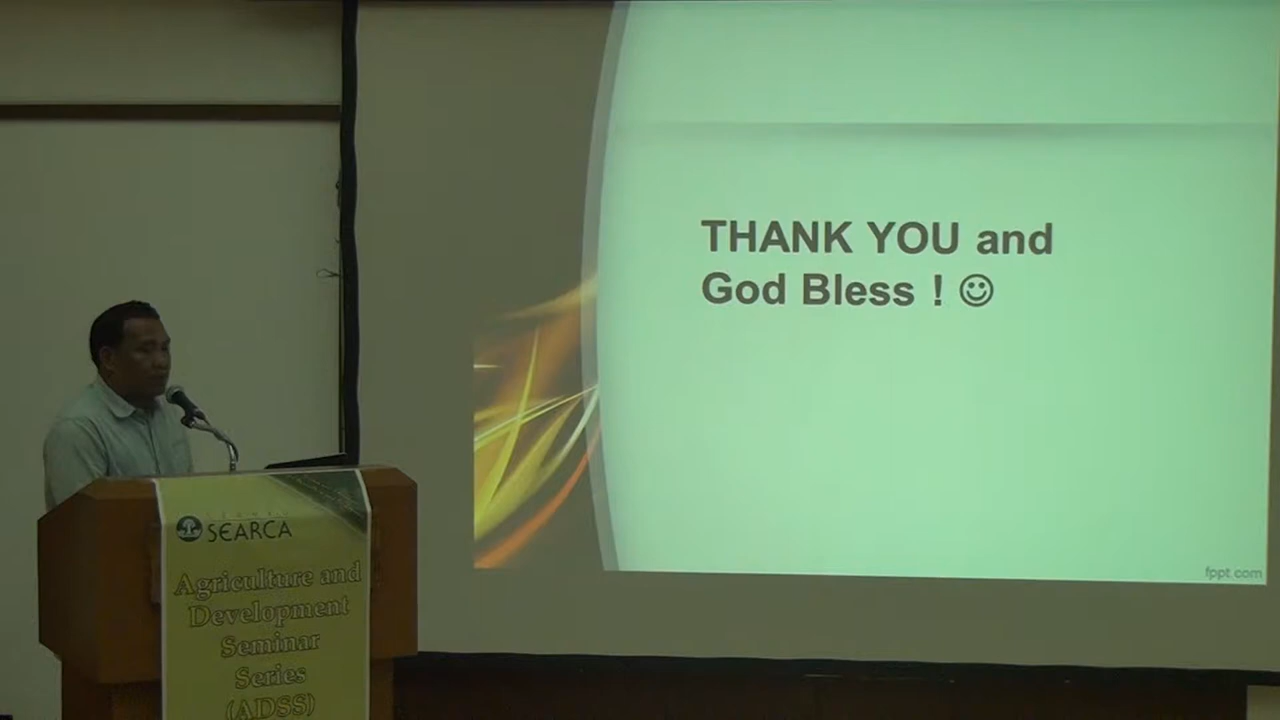 THANK YOU and
God Bless ! ☺
fppt.com
SEARCA
Agriculture and
Development
Seminar
Series
(ADSS)